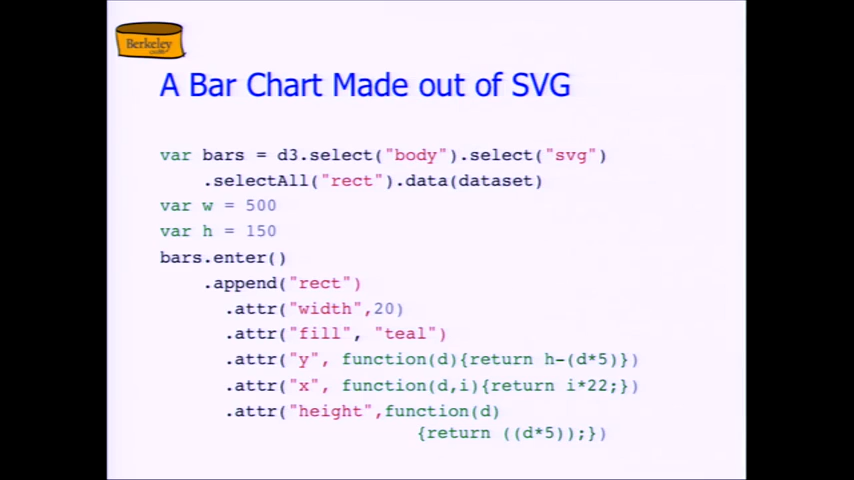 Berkeley
A Bar Chart Made out of SVG
var bars = d3.select("body").select("svg")
.selectAll("rect").data(dataset)
var w = 500
var h = 150
bars.enter()
.append("rect")
.attr("width",20)
.attr("fill", "teal")
.attr("y", function(d){return h-(d*5)})
.attr("x", function(d,i){return i*22;})
.attr("height",function(d)
{return ((d*5));})